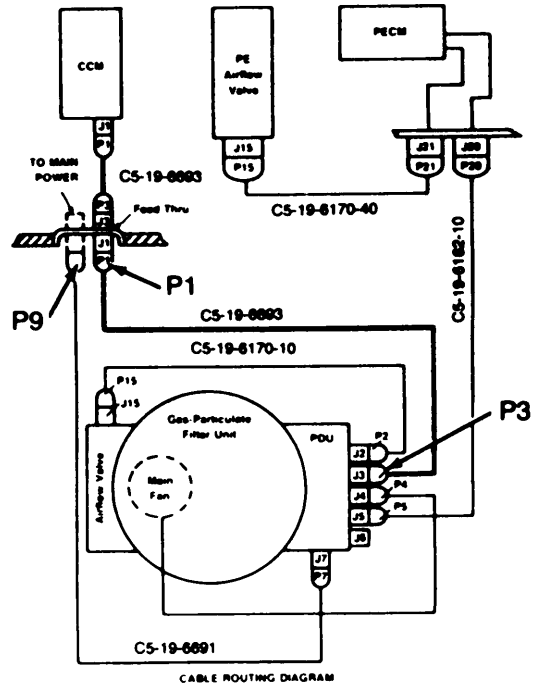 CCM
PE
Airflow
Valve
PECM
J1
P1
J15
P15
J21
P21
J20
P20
TO MAIN
POWER
C5-19-6693
Feed Thru
J1
P1
P9
C5-19-6170-40
C5-19-6162-10
C5-19-6693
C5-19-6170-10
P15
J15
Gas-Particulate
Filter Unit
PDU
P3
Airflow Valve
Main
Fan
J2
P2
J3
J4
P4
J5
P5
J6
J7
P7
C5-19-6691
CABLE ROUTING DIAGRAM